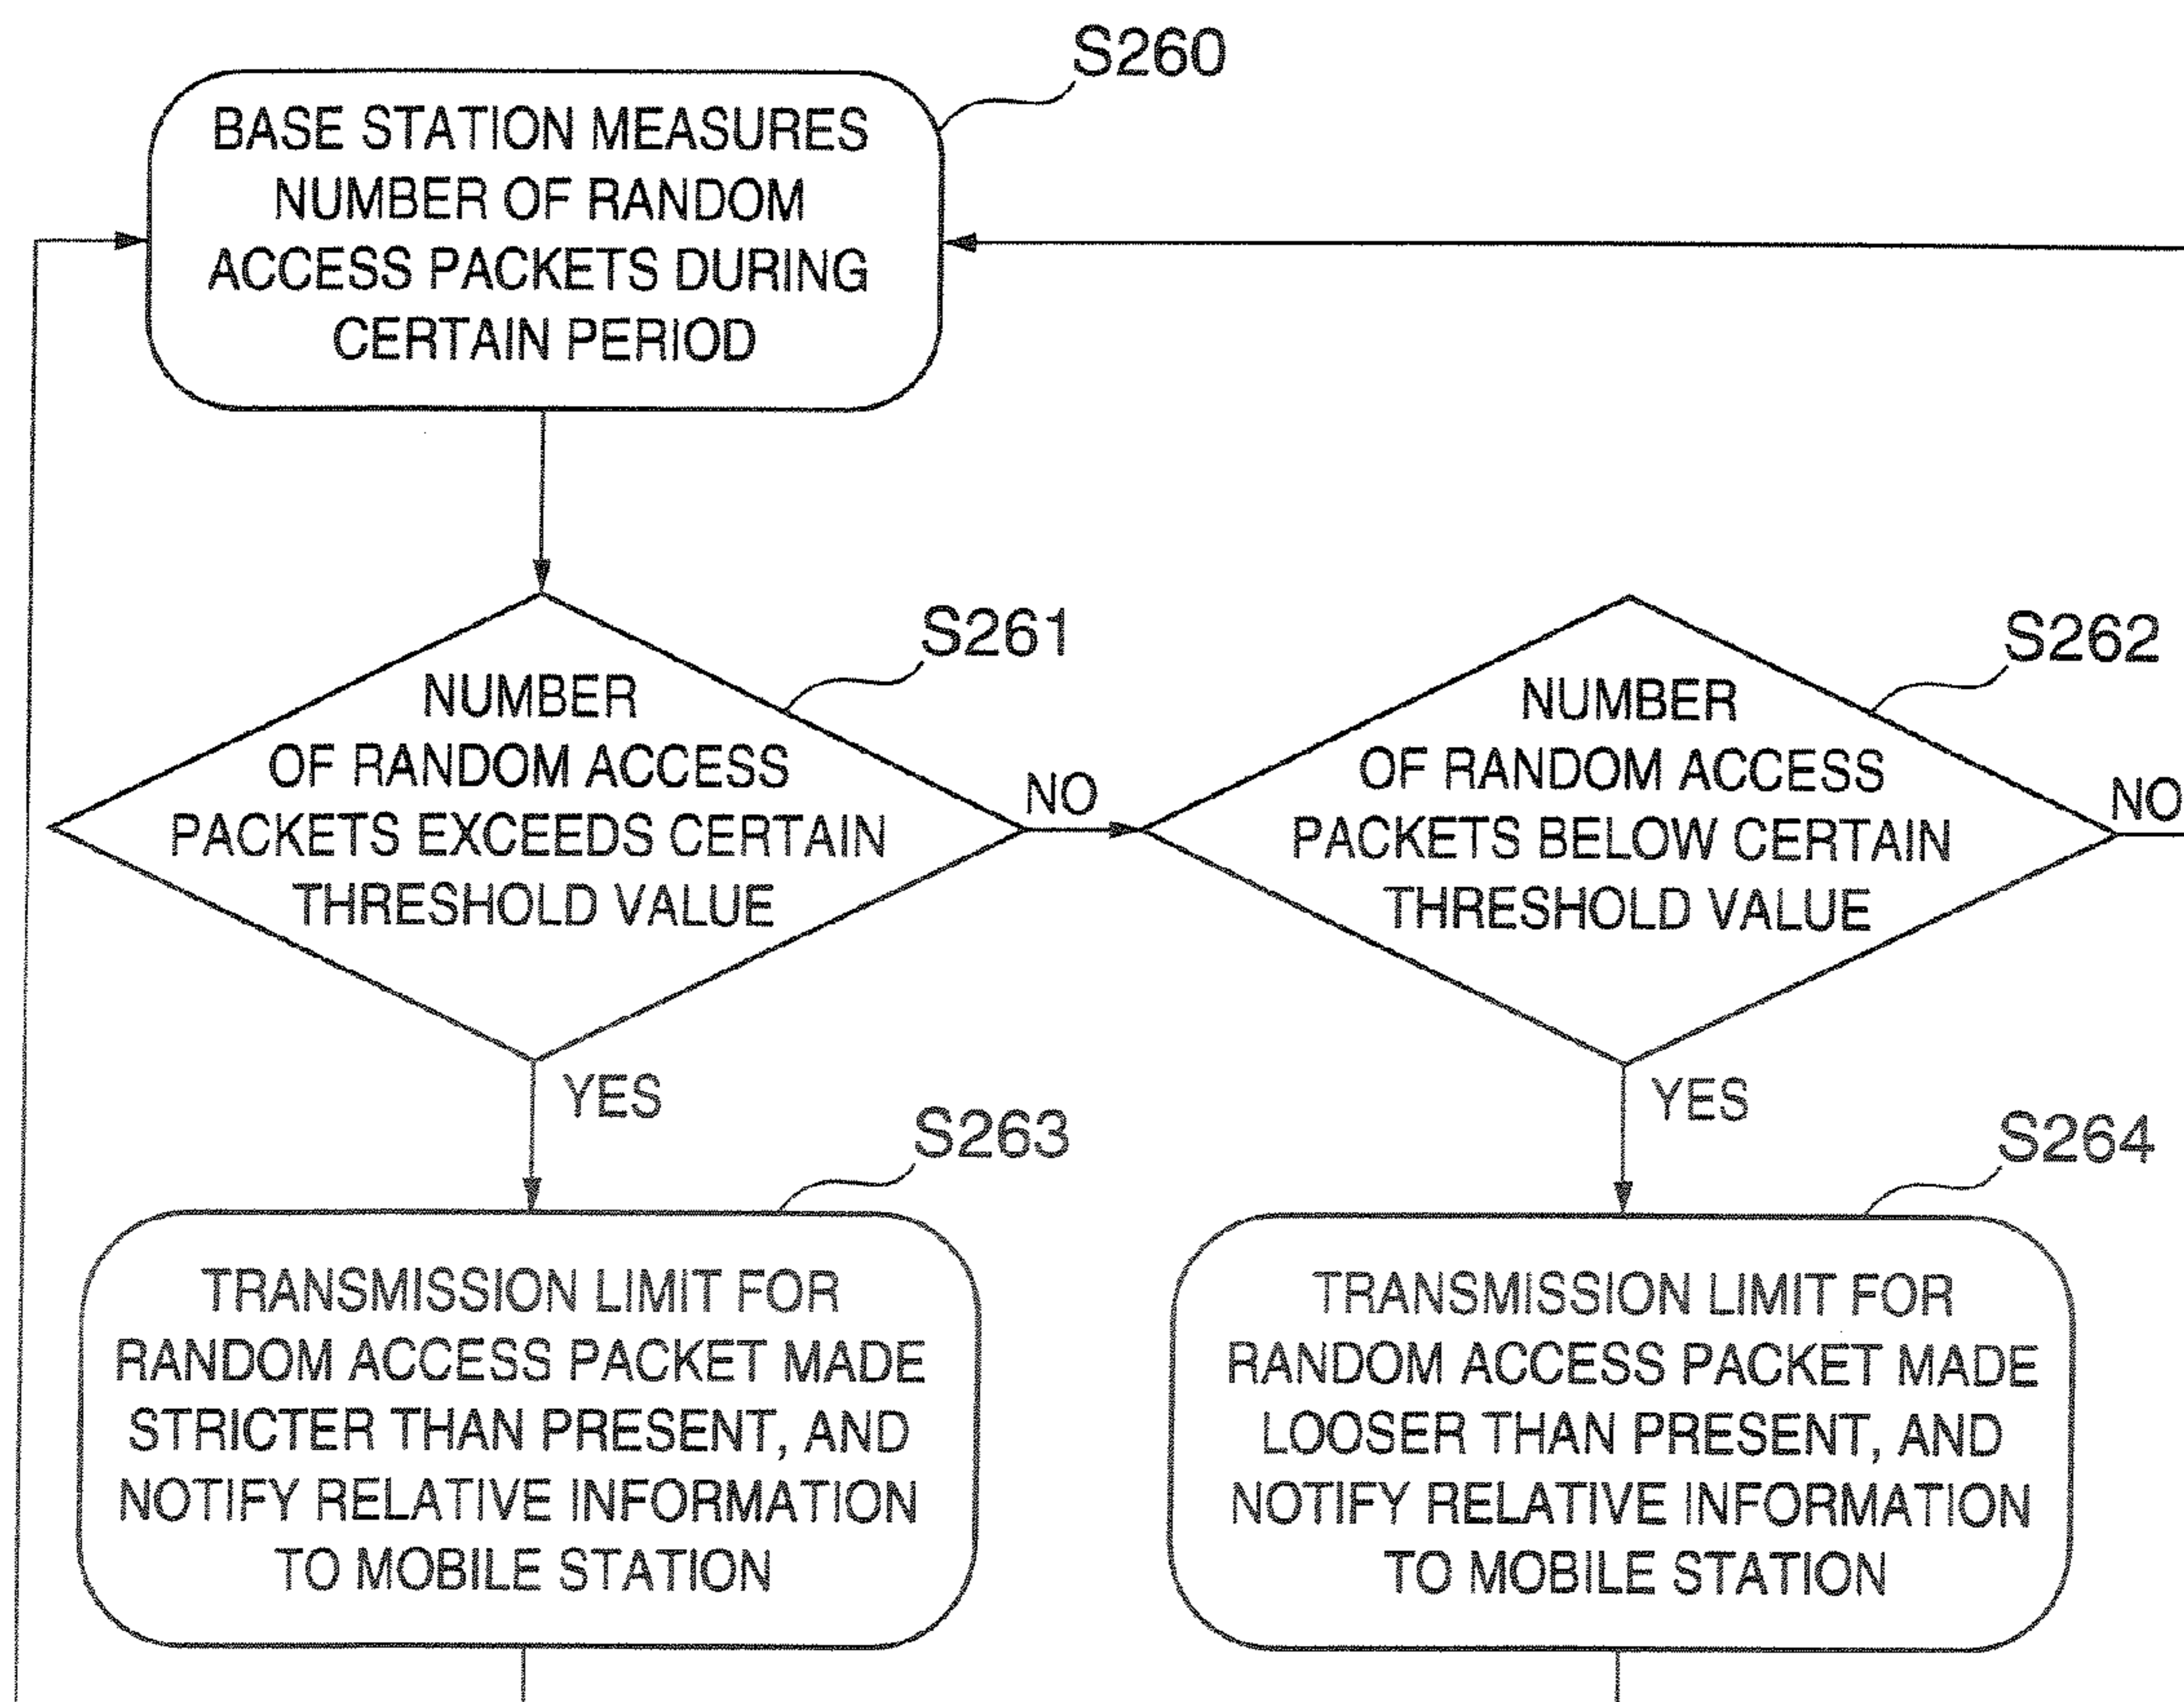 S260
BASE STATION MEASURES
NUMBER OF RANDOM
ACCESS PACKETS DURING
CERTAIN PERIOD
S261
NUMBER
OF RANDOM ACCESS
PACKETS EXCEEDS CERTAIN
THRESHOLD VALUE
NO
YES
S262
NUMBER
OF RANDOM ACCESS
PACKETS BELOW CERTAIN
THRESHOLD VALUE
NO
YES
S263
TRANSMISSION LIMIT FOR
RANDOM ACCESS PACKET MADE
STRICTER THAN PRESENT, AND
NOTIFY RELATIVE INFORMATION
TO MOBILE STATION
S264
TRANSMISSION LIMIT FOR
RANDOM ACCESS PACKET MADE
LOOSER THAN PRESENT, AND
NOTIFY RELATIVE INFORMATION
TO MOBILE STATION